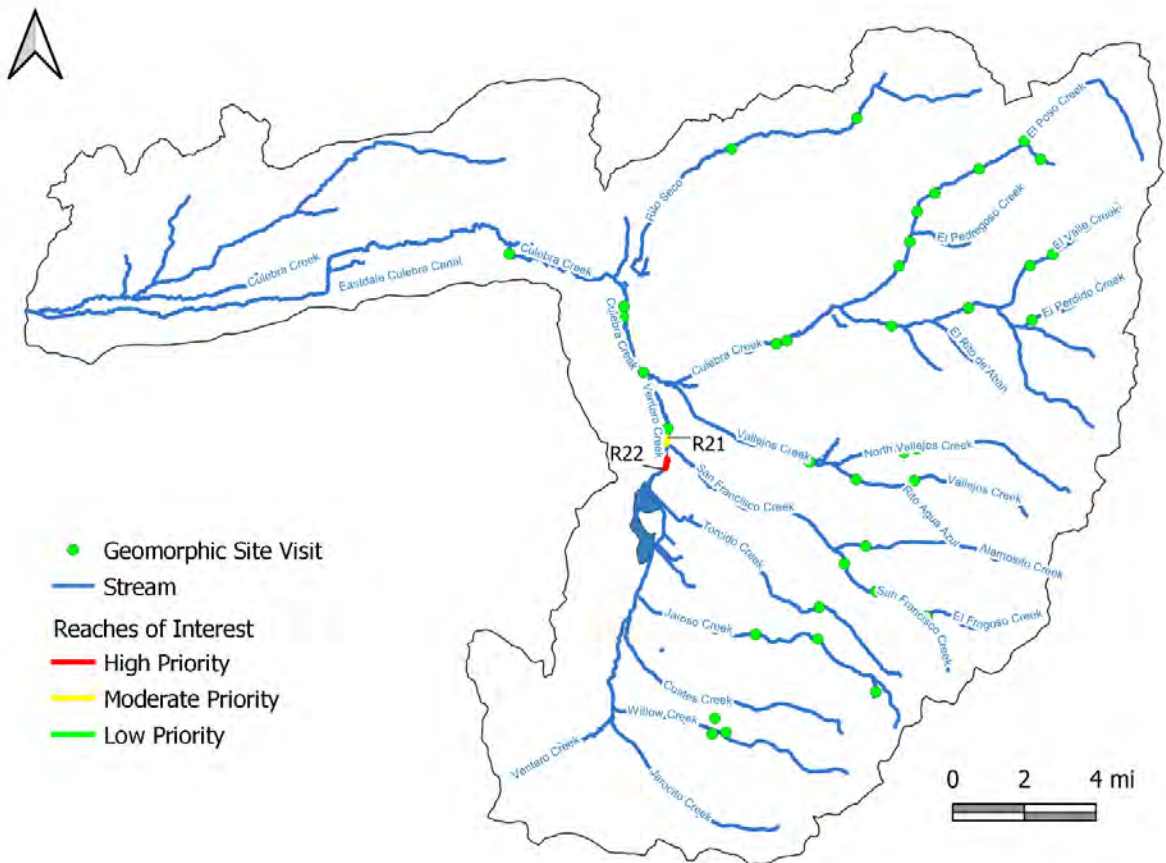 El Poso Creek
Rito Seco
El Pedregoso Creek
El Valle Creek
Culebra Creek
Culebra Creek
Eastdale Culebra Canal
El Perdido Creek
Culebra Creek
El Rito de Aban
Culebra Creek
Ventero Creek
R21
R22
Vallejos Creek
North Vallejos Creek
Vallejos Creek
San Francisco Creek
Rito Agua Azul
Torcido Creek
Alamosito Creek
Geomorphic Site Visit
Stream
San Francisco Creek
El Fragoso Creek
Jaroso Creek
Reaches of Interest
High Priority
Moderate Priority
Low Priority
Cuates Creek
Willow Creek
Ventero Creek
Jarocito Creek
0 2 4 mi